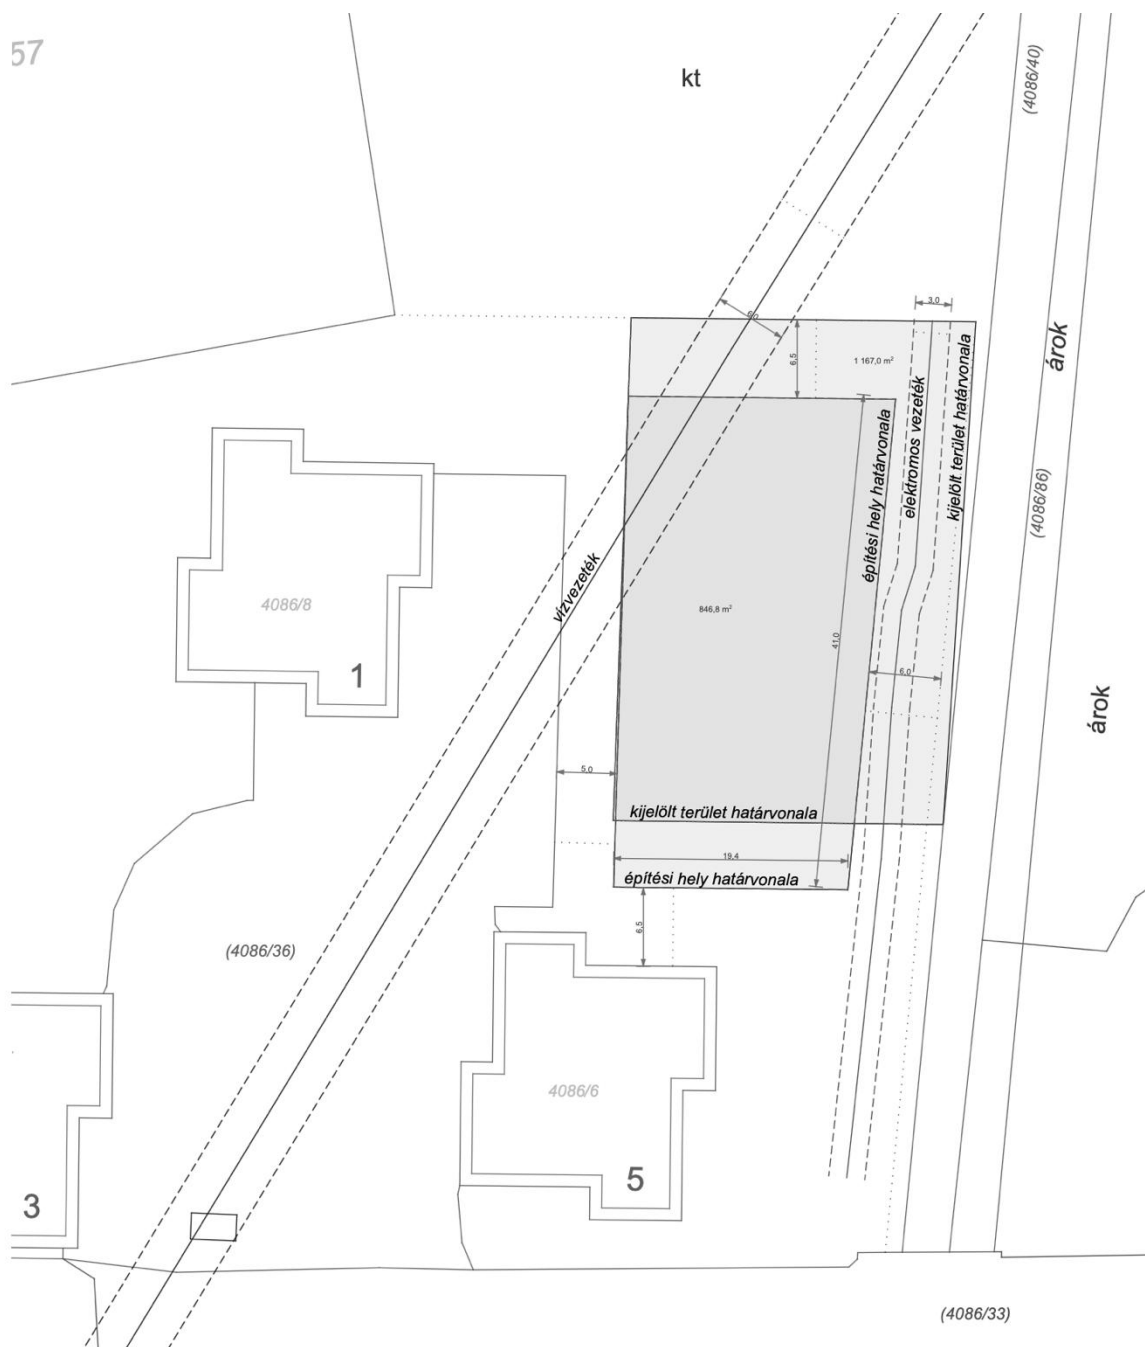 57
kt
(4086/40)
3,0
6,0
6,5
1 167,0 m²
árok
kijelölt terület határvonala
elektromos vezeték
építési hely határvonala
(4086/86)
vízvezeték
4086/8
846,8 m²
41,0
1
6,0
árok
5,0
kijelölt terület határvonala
19,4
építési hely határvonala
6,5
(4086/36)
4086/6
5
3
(4086/33)